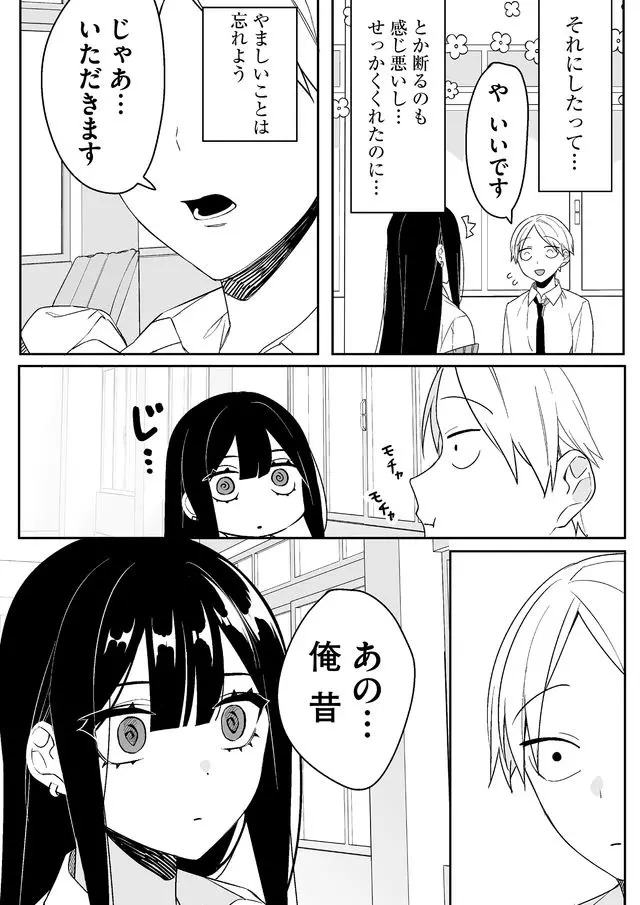 それにしたって…
や いいです
とか断るのも
感じ悪いし…
せっかくくれたのに…
やましいことは
忘れよう
じゃあ…
いただきます
モチャ
モチャ
じ…
あの…
俺 昔